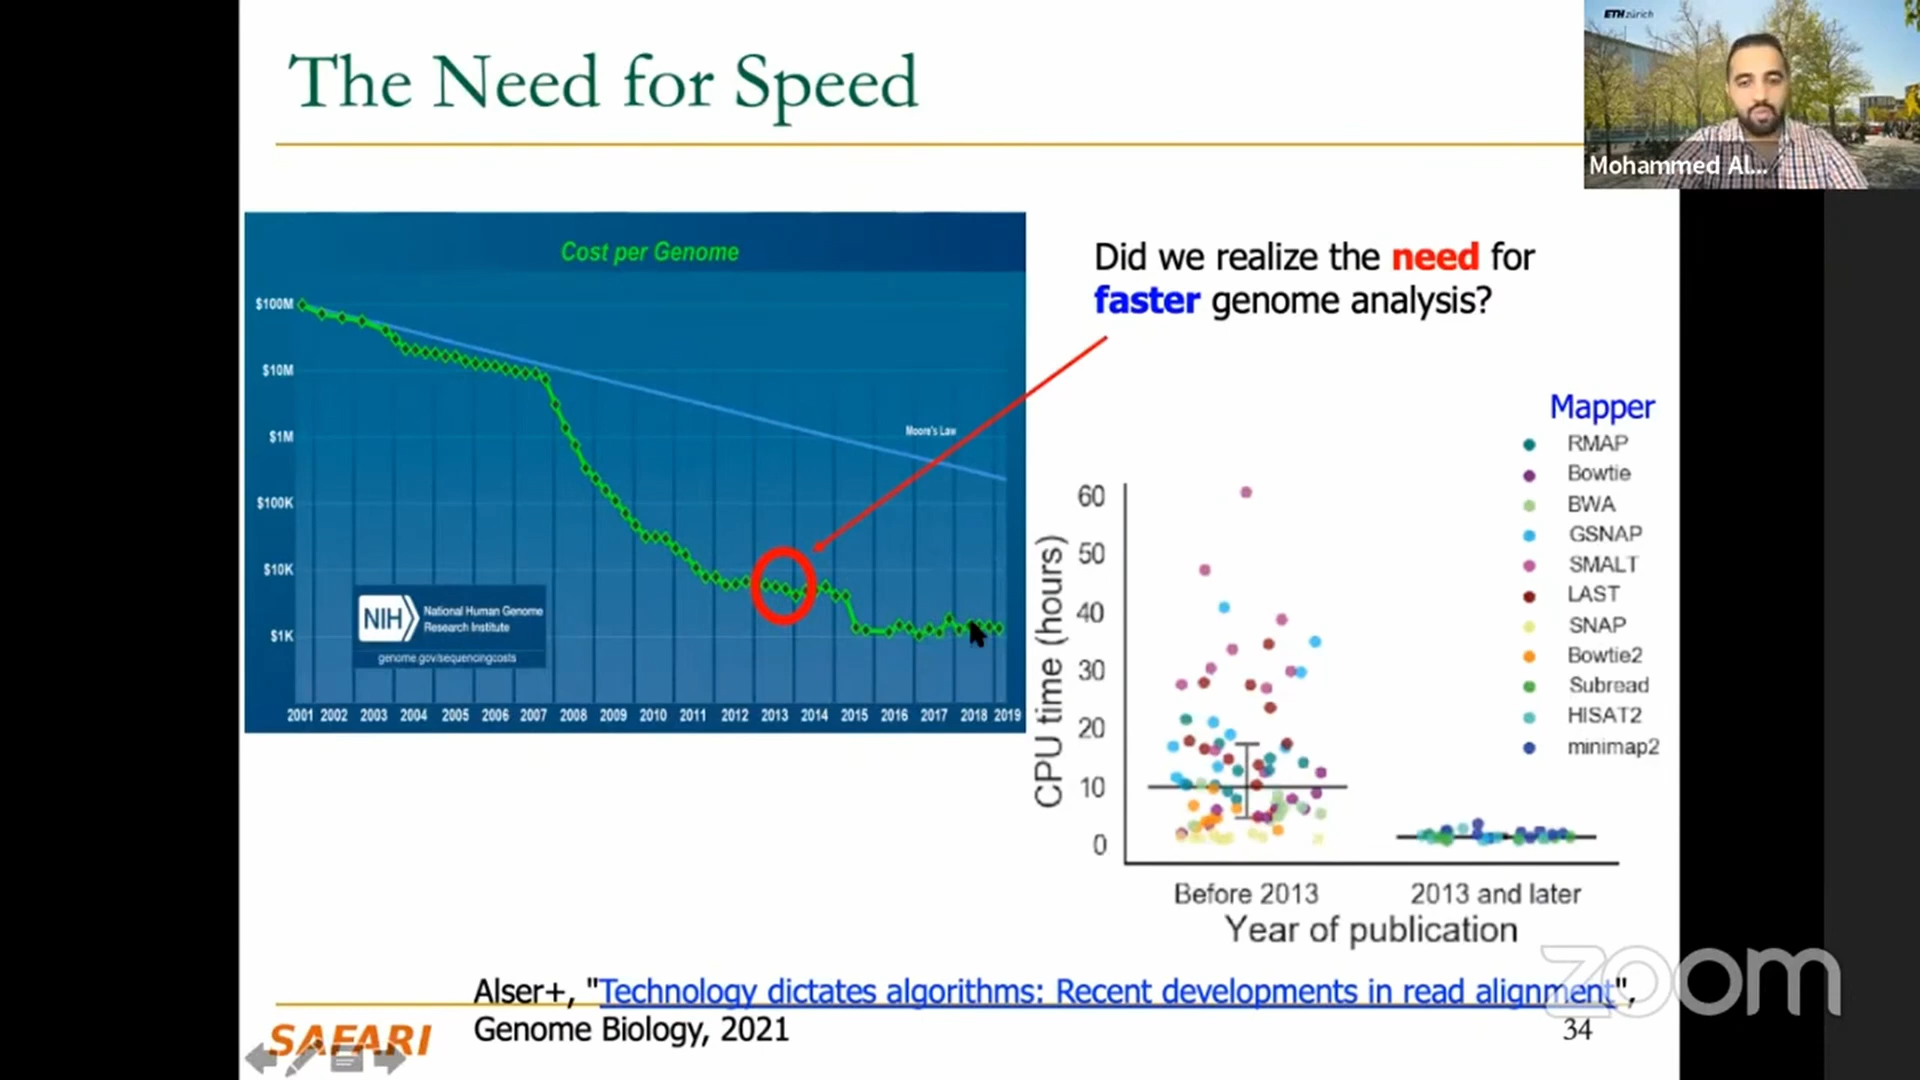 The Need for Speed
ETH zürich
Mohammed Al...
Cost per Genome
$100M
$10M
$1M
$100K
$10K
$1K
Moore's Law
NIH
National Human Genome
Research Institute
genome.gov/sequencingcosts
2001 2002 2003 2004 2005 2006 2007 2008 2009 2010 2011 2012 2013 2014 2015 2016 2017 2018 2019
Did we realize the need for
faster genome analysis?
Mapper
RMAP
Bowtie
BWA
GSNAP
SMALT
LAST
SNAP
Bowtie2
Subread
HISAT2
minimap2
CPU time (hours)
60
50
40
30
20
10
0
Before 2013
2013 and later
Year of publication
zoom
Alser+, "Technology dictates algorithms: Recent developments in read alignment",
Genome Biology, 2021
SAFARI
34